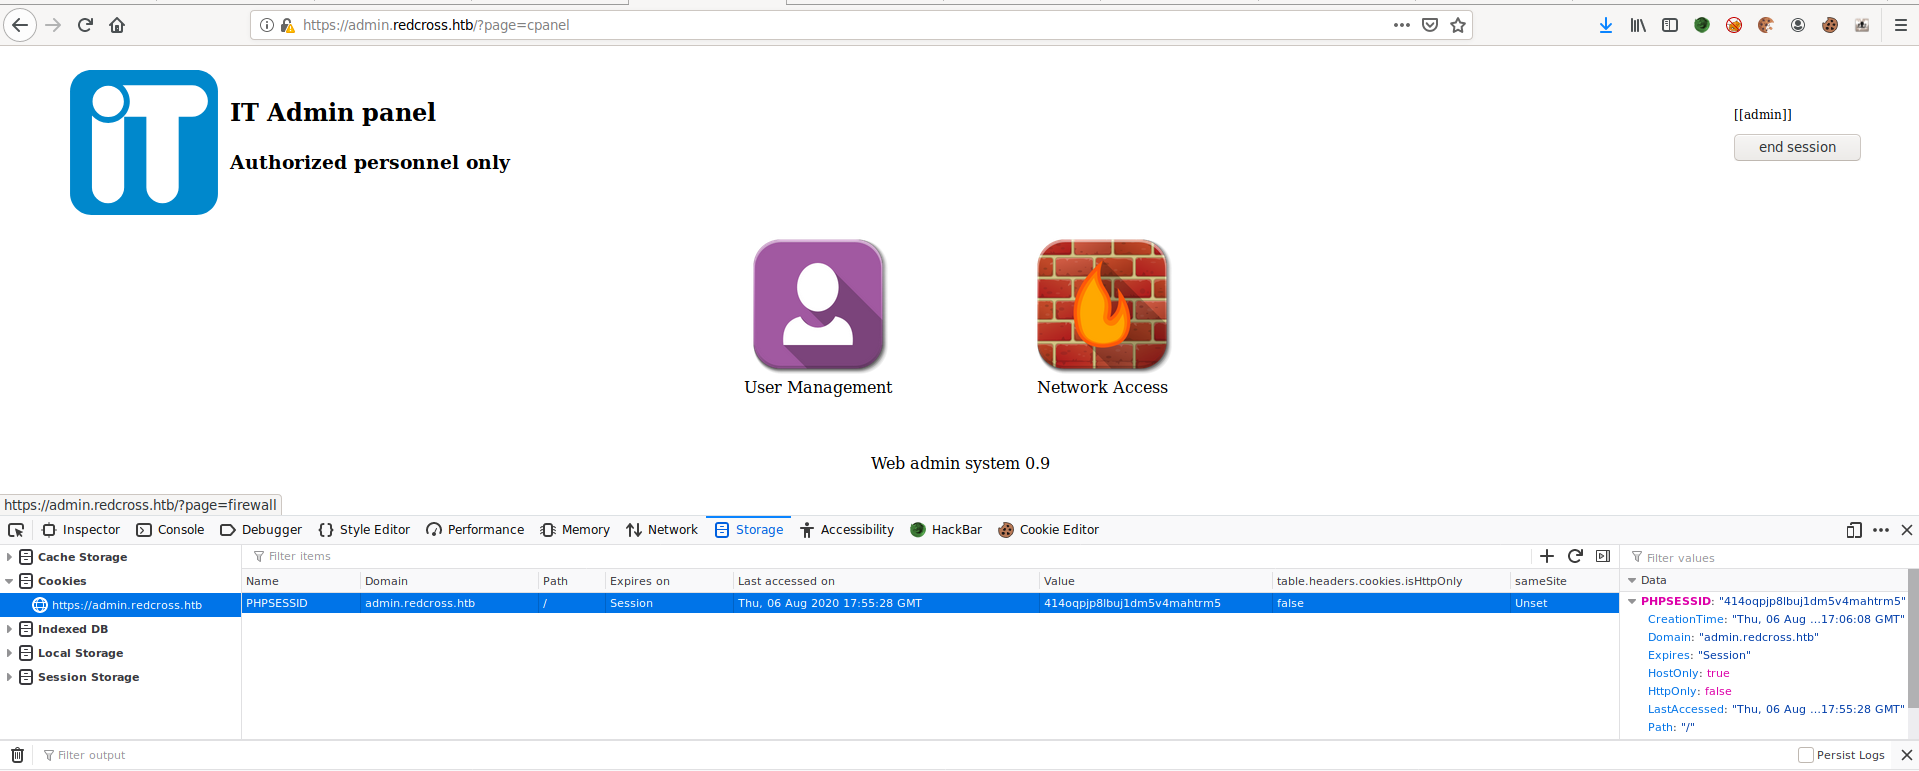 https://admin.redcross.htb/?page=cpanel
iT
IT Admin panel
Authorized personnel only
[[admin]]
end session
User Management
Network Access
Web admin system 0.9
https://admin.redcross.htb/?page=firewall
Inspector Console Debugger Style Editor Performance Memory Network Storage Accessibility HackBar Cookie Editor
Cache Storage
Cookies
https://admin.redcross.htb
Indexed DB
Local Storage
Session Storage
Filter items
Name Domain Path Expires on Last accessed on Value table.headers.cookies.isHttpOnly sameSite
PHPSESSID admin.redcross.htb / Session Thu, 06 Aug 2020 17:55:28 GMT 414oqpjp8lbuj1dm5v4mahtrm5 false Unset
Filter values
Data
PHPSESSID: "414oqpjp8lbuj1dm5v4mahtrm5"
CreationTime: "Thu, 06 Aug ...17:06:08 GMT"
Domain: "admin.redcross.htb"
Expires: "Session"
HostOnly: true
HttpOnly: false
LastAccessed: "Thu, 06 Aug ...17:55:28 GMT"
Path: "/"
Filter output
Persist Logs